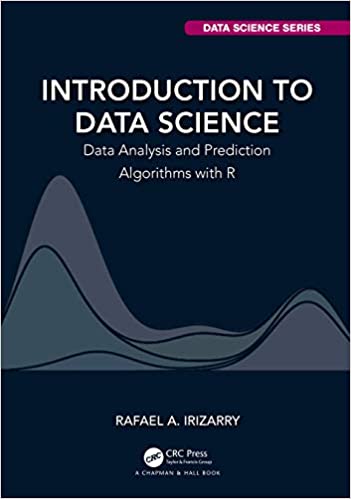 DATA SCIENCE SERIES
INTRODUCTION TO
DATA SCIENCE
Data Analysis and Prediction
Algorithms with R
RAFAEL A. IRIZARRY
CRC CRC Press
Taylor & Francis Group
A CHAPMAN & HALL BOOK